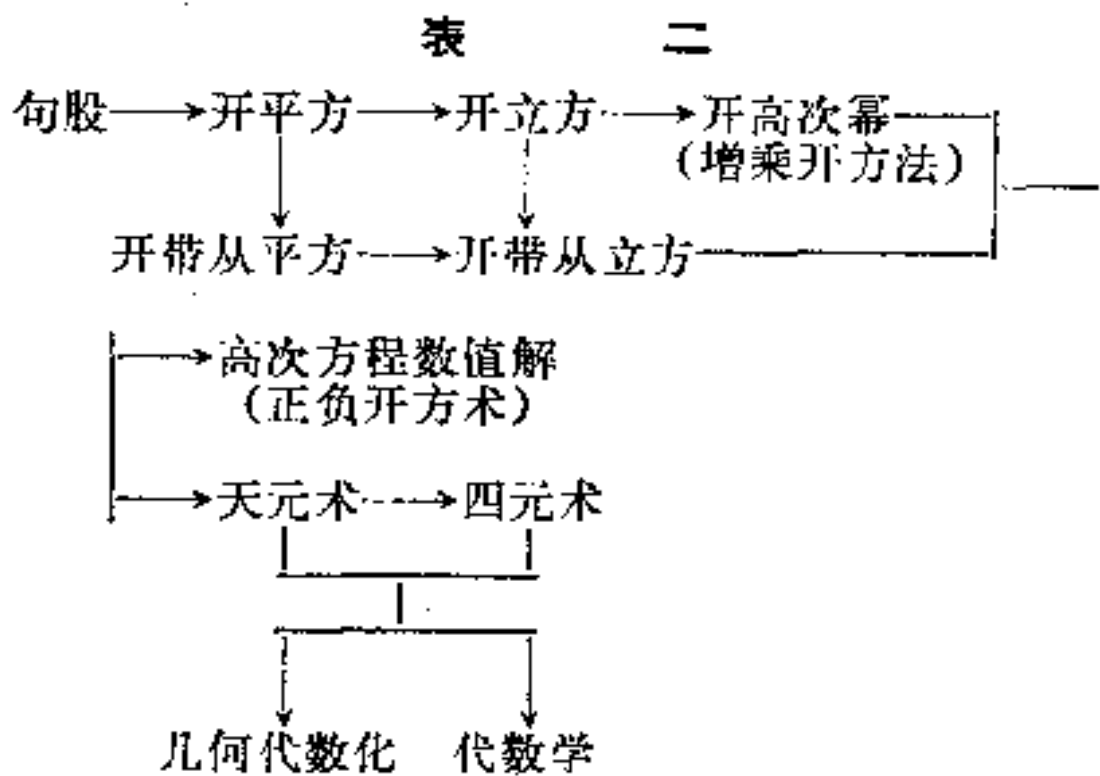 表 二
句股 开平方 开立方 开高次幂
(增乘开方法)
开带从平方 开带从立方
高次方程数值解
(正负开方术)
天元术 四元术
几何代数化 代数学